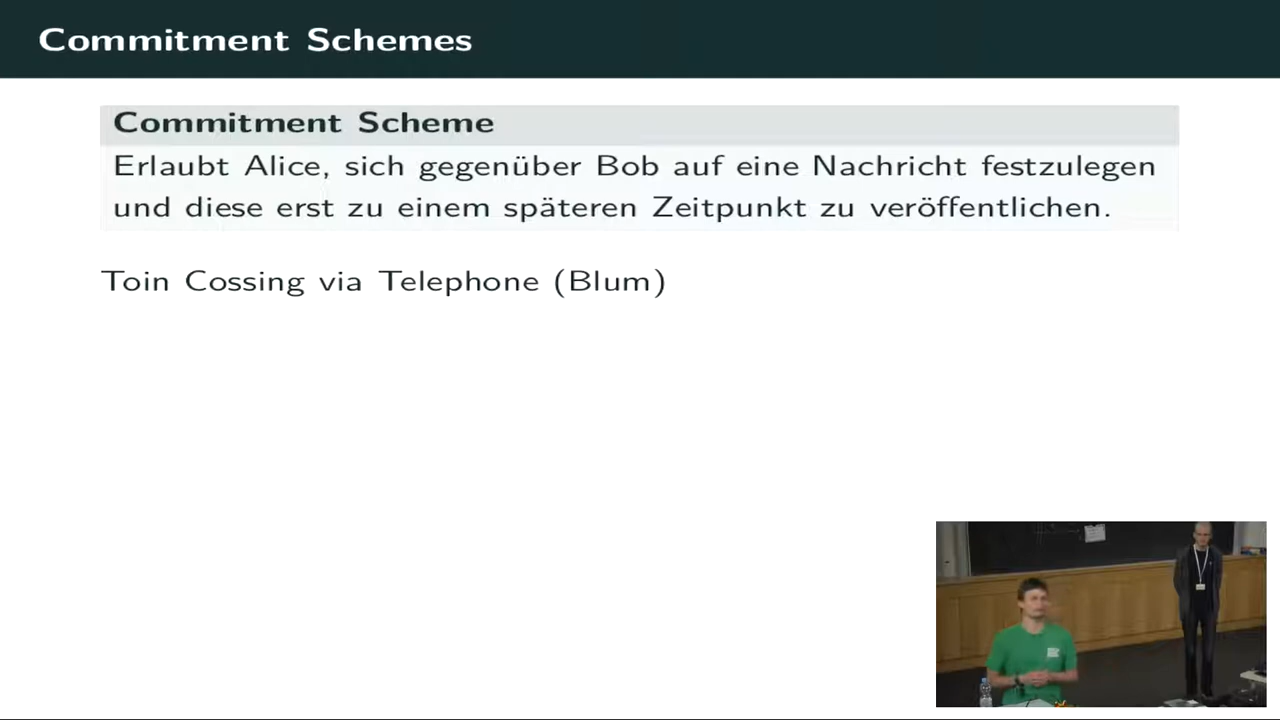 Commitment Schemes
Commitment Scheme
Erlaubt Alice, sich gegenüber Bob auf eine Nachricht festzulegen
und diese erst zu einem späteren Zeitpunkt zu veröffentlichen.
Toin Cossing via Telephone (Blum)